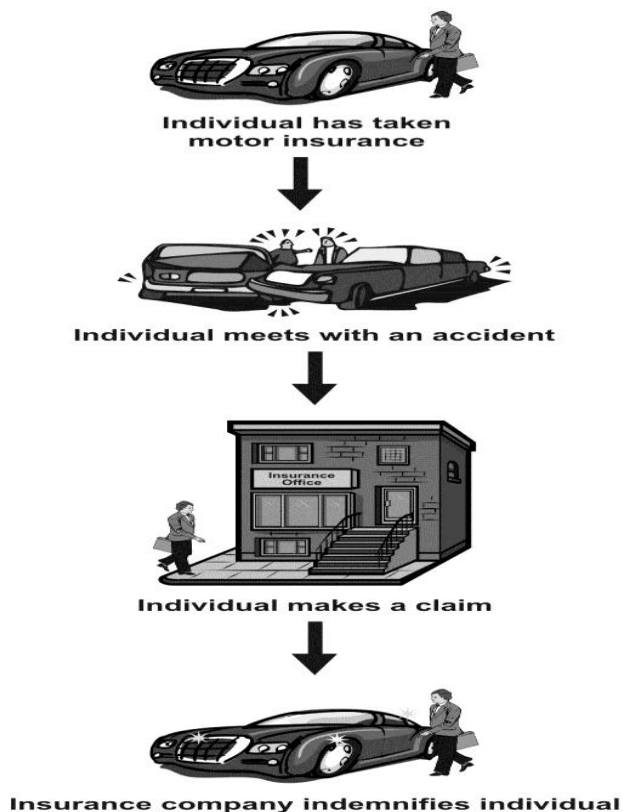 Individual has taken
motor insurance
Individual meets with an accident
Insurance
Office
Individual makes a claim
Insurance company indemnifies individual